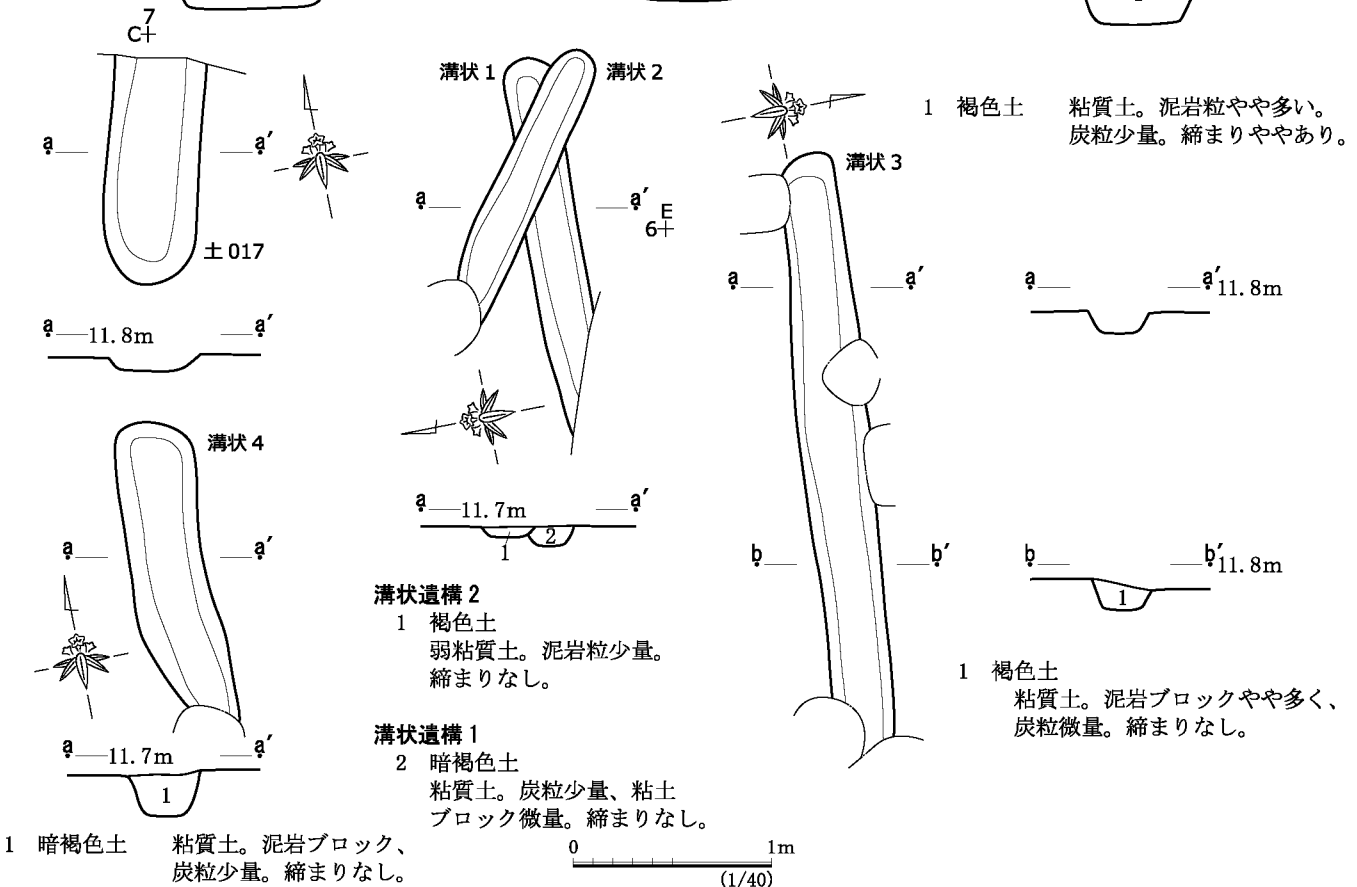 7
C
a a′
土 017
a 11.8m a′
溝状 4
a a′
a 11.7m a′
1
1 暗褐色土 粘質土。泥岩ブロック、
炭粒少量。締まりなし。
溝状 1 溝状 2
a a′
E
6
a 11.7m a′
1 2
溝状遺構 2
1 褐色土
弱粘質土。泥岩粒少量。
締まりなし。
溝状遺構 1
2 暗褐色土
粘質土。炭粒少量、粘土
ブロック微量。締まりなし。
0 1m
(1/40)
溝状 3
a a′
b b′
1 褐色土 粘質土。泥岩粒やや多い。
炭粒少量。締まりややあり。
a a′ 11.8m
b b′ 11.8m
1
1 褐色土
粘質土。泥岩ブロックやや多く、
炭粒微量。締まりなし。